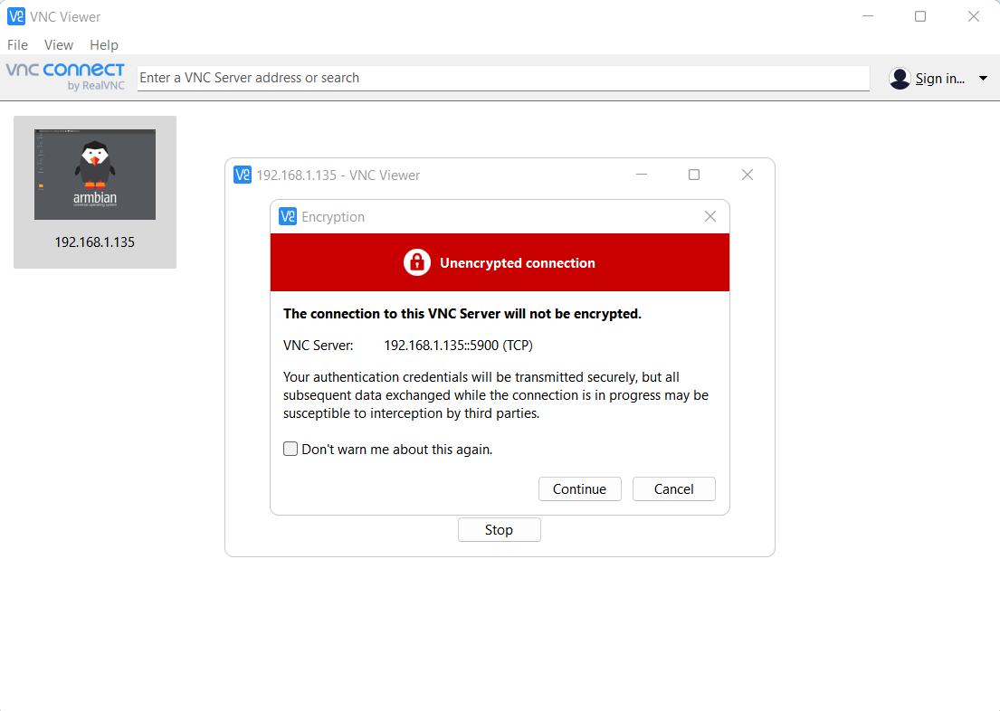 VNC Viewer
File View Help
vnc connect
by RealVNC
Enter a VNC Server address or search
Sign in...
armbian
universal operating system
192.168.1.135
192.168.1.135 - VNC Viewer
Encryption
Unencrypted connection
The connection to this VNC Server will not be encrypted.
VNC Server: 192.168.1.135::5900 (TCP)
Your authentication credentials will be transmitted securely, but all
subsequent data exchanged while the connection is in progress may be
susceptible to interception by third parties.
Don't warn me about this again.
Continue Cancel
Stop